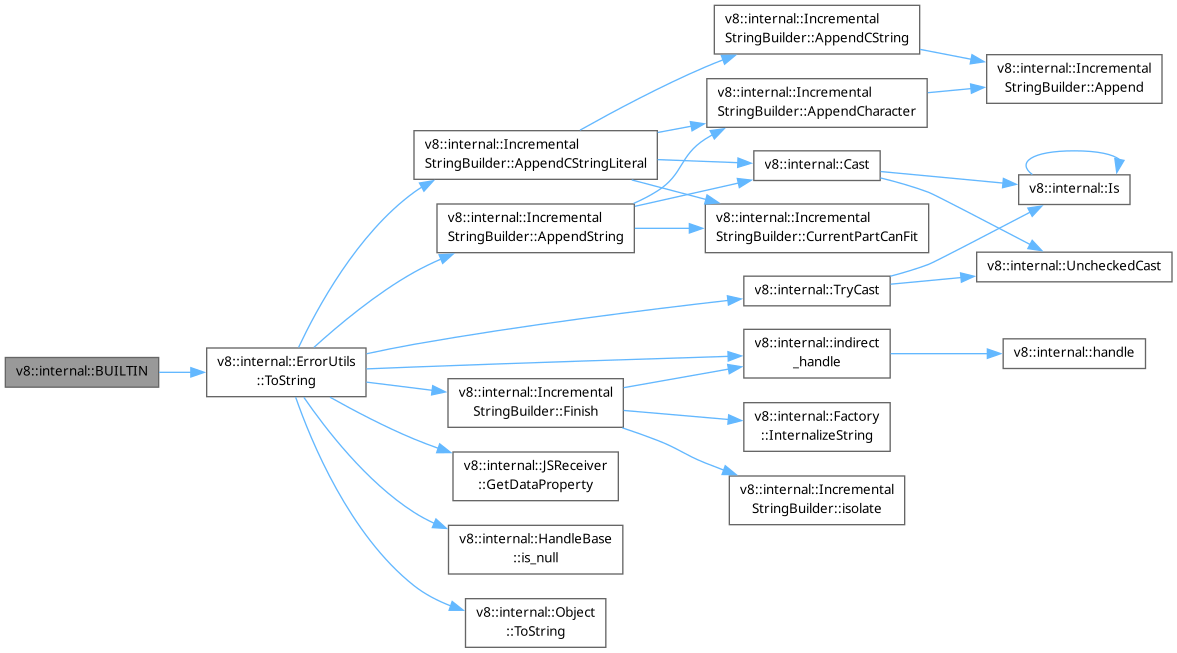 v8::internal::BUILTIN
v8::internal::ErrorUtils
::ToString
v8::internal::Incremental
StringBuilder::AppendCStringLiteral
v8::internal::Incremental
StringBuilder::AppendString
v8::internal::Incremental
StringBuilder::Finish
v8::internal::JSReceiver
::GetDataProperty
v8::internal::HandleBase
::is_null
v8::internal::Object
::ToString
v8::internal::Incremental
StringBuilder::AppendCString
v8::internal::Incremental
StringBuilder::AppendCharacter
v8::internal::Cast
v8::internal::Incremental
StringBuilder::CurrentPartCanFit
v8::internal::TryCast
v8::internal::indirect
_handle
v8::internal::Factory
::InternalizeString
v8::internal::Incremental
StringBuilder::isolate
v8::internal::Incremental
StringBuilder::Append
v8::internal::Is
v8::internal::UncheckedCast
v8::internal::handle